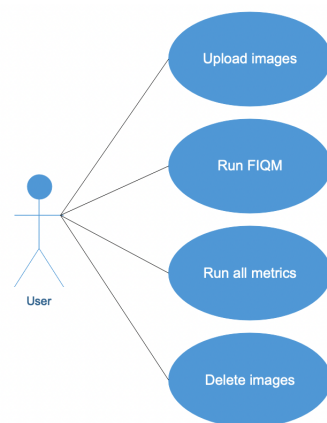 Upload images
Run FIQM
Run all metrics
User
Delete images